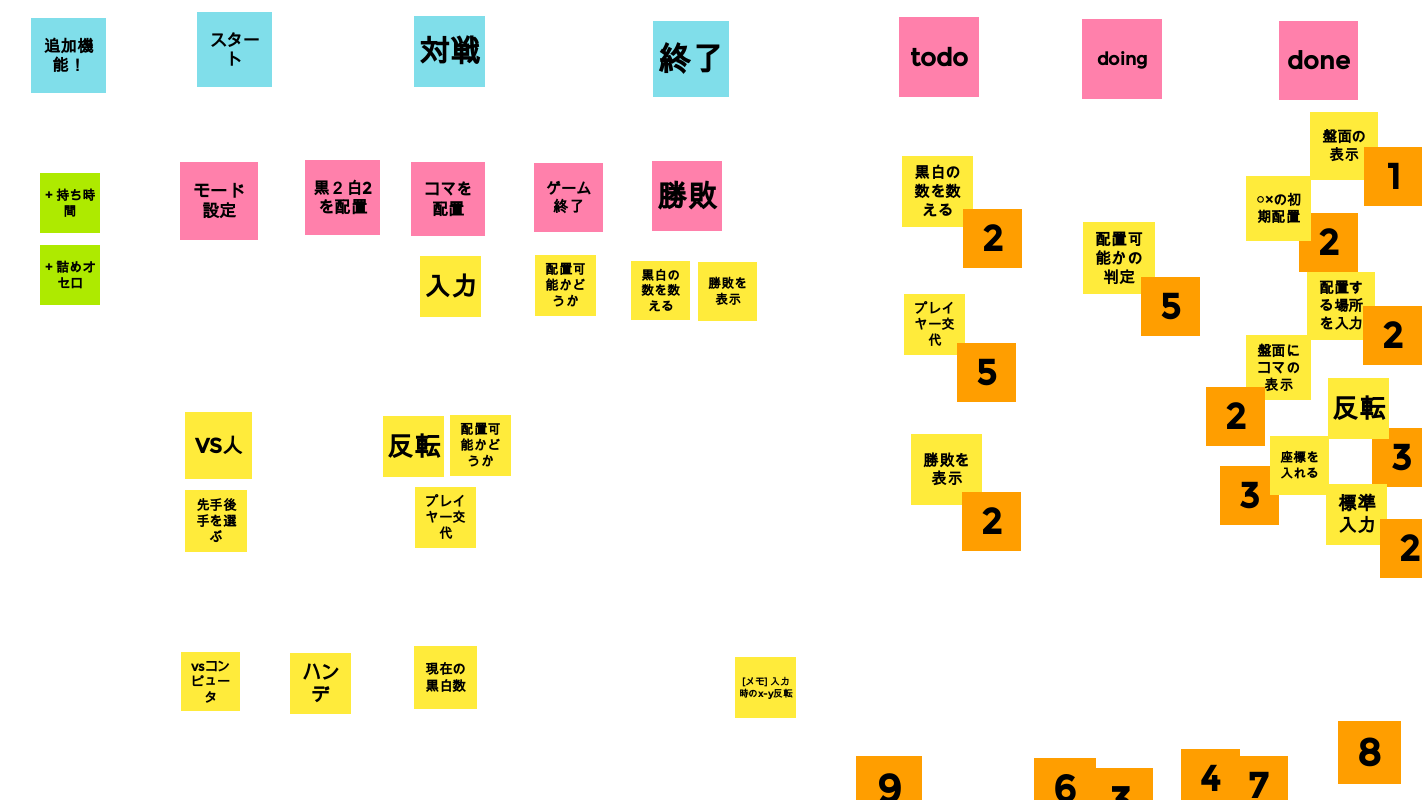 追加機
能！
スター
ト
対戦
終了
todo
doing
done
+ 持ち時
間
+ 詰めオ
セロ
モード
設定
黒２白2
を配置
コマを
配置
ゲーム
終了
勝敗
入力
配置可
能かど
うか
黒白の
数を数
える
勝敗を
表示
VS人
先手後
手を選
ぶ
反転
配置可
能かど
うか
プレイ
ヤー交
代
vsコン
ピュー
タ
ハン
デ
現在の
黒白数
[メモ] 入力
時のx-y反転
黒白の
数を数
える
2
プレイ
ヤー交
代
5
勝敗を
表示
2
配置可
能かの
判定
5
盤面の
表示
1
○×の初
期配置
2
配置す
る場所
を入力
2
盤面に
コマの
表示
2
反転
3
座標を
入れる
3
標準
入力
2
9
6
3
4
7
8